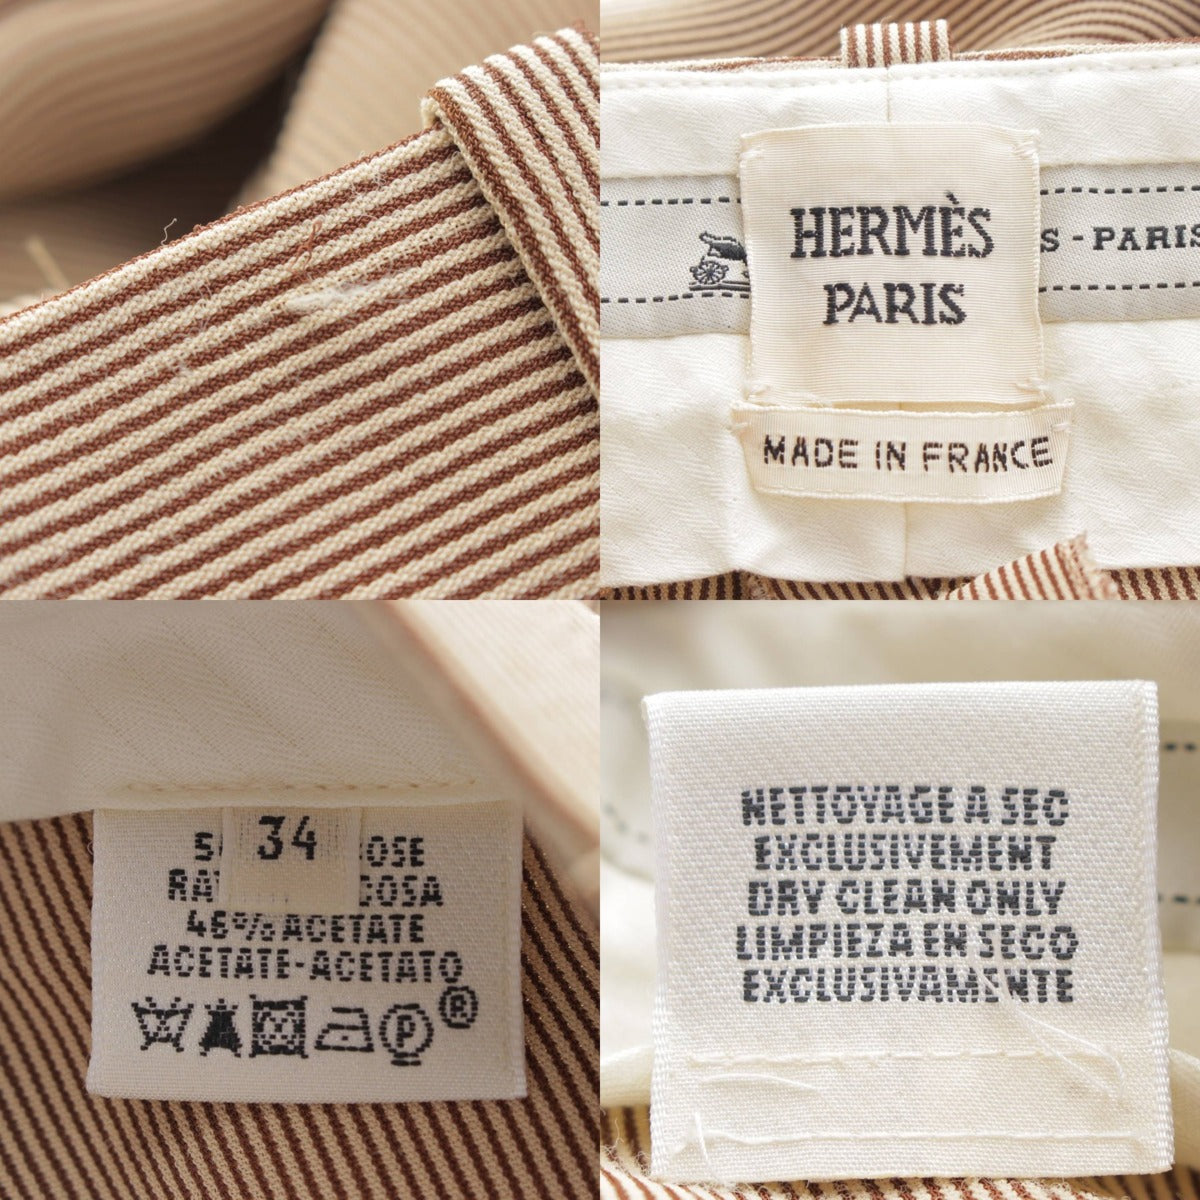 HERMÈS
PARIS
S - PARIS
MADE IN FRANCE
34
46% ACETATE
ACETATE-ACETATO
P
®
NETTOYAGE A SEC
EXCLUSIVEMENT
DRY CLEAN ONLY
LIMPIEZA EN SECO
EXCLUSIVAMENTE